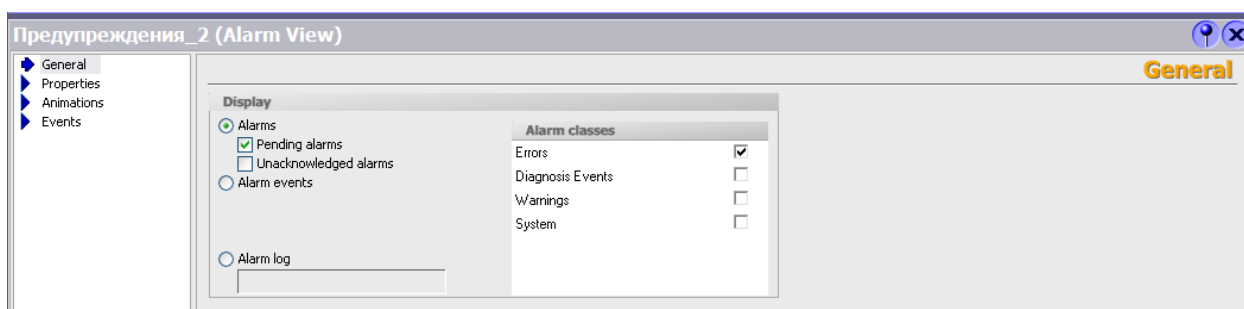 Предупреждения_2 (Alarm View)
General
Properties
Animations
Events
General
Display
Alarms
Pending alarms
Unacknowledged alarms
Alarm events
Alarm log
Alarm classes
Errors
Diagnosis Events
Warnings
System